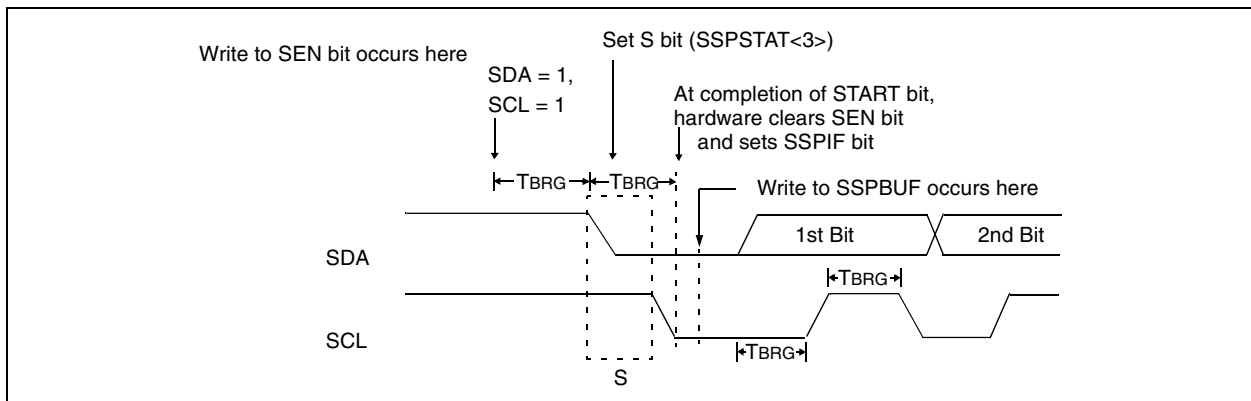 Write to SEN bit occurs here
Set S bit (SSPSTAT<3>)
SDA = 1,
SCL = 1
At completion of START bit,
hardware clears SEN bit
and sets SSPIF bit
TBRG
TBRG
Write to SSPBUF occurs here
SDA
1st Bit
2nd Bit
TBRG
SCL
TBRG
S